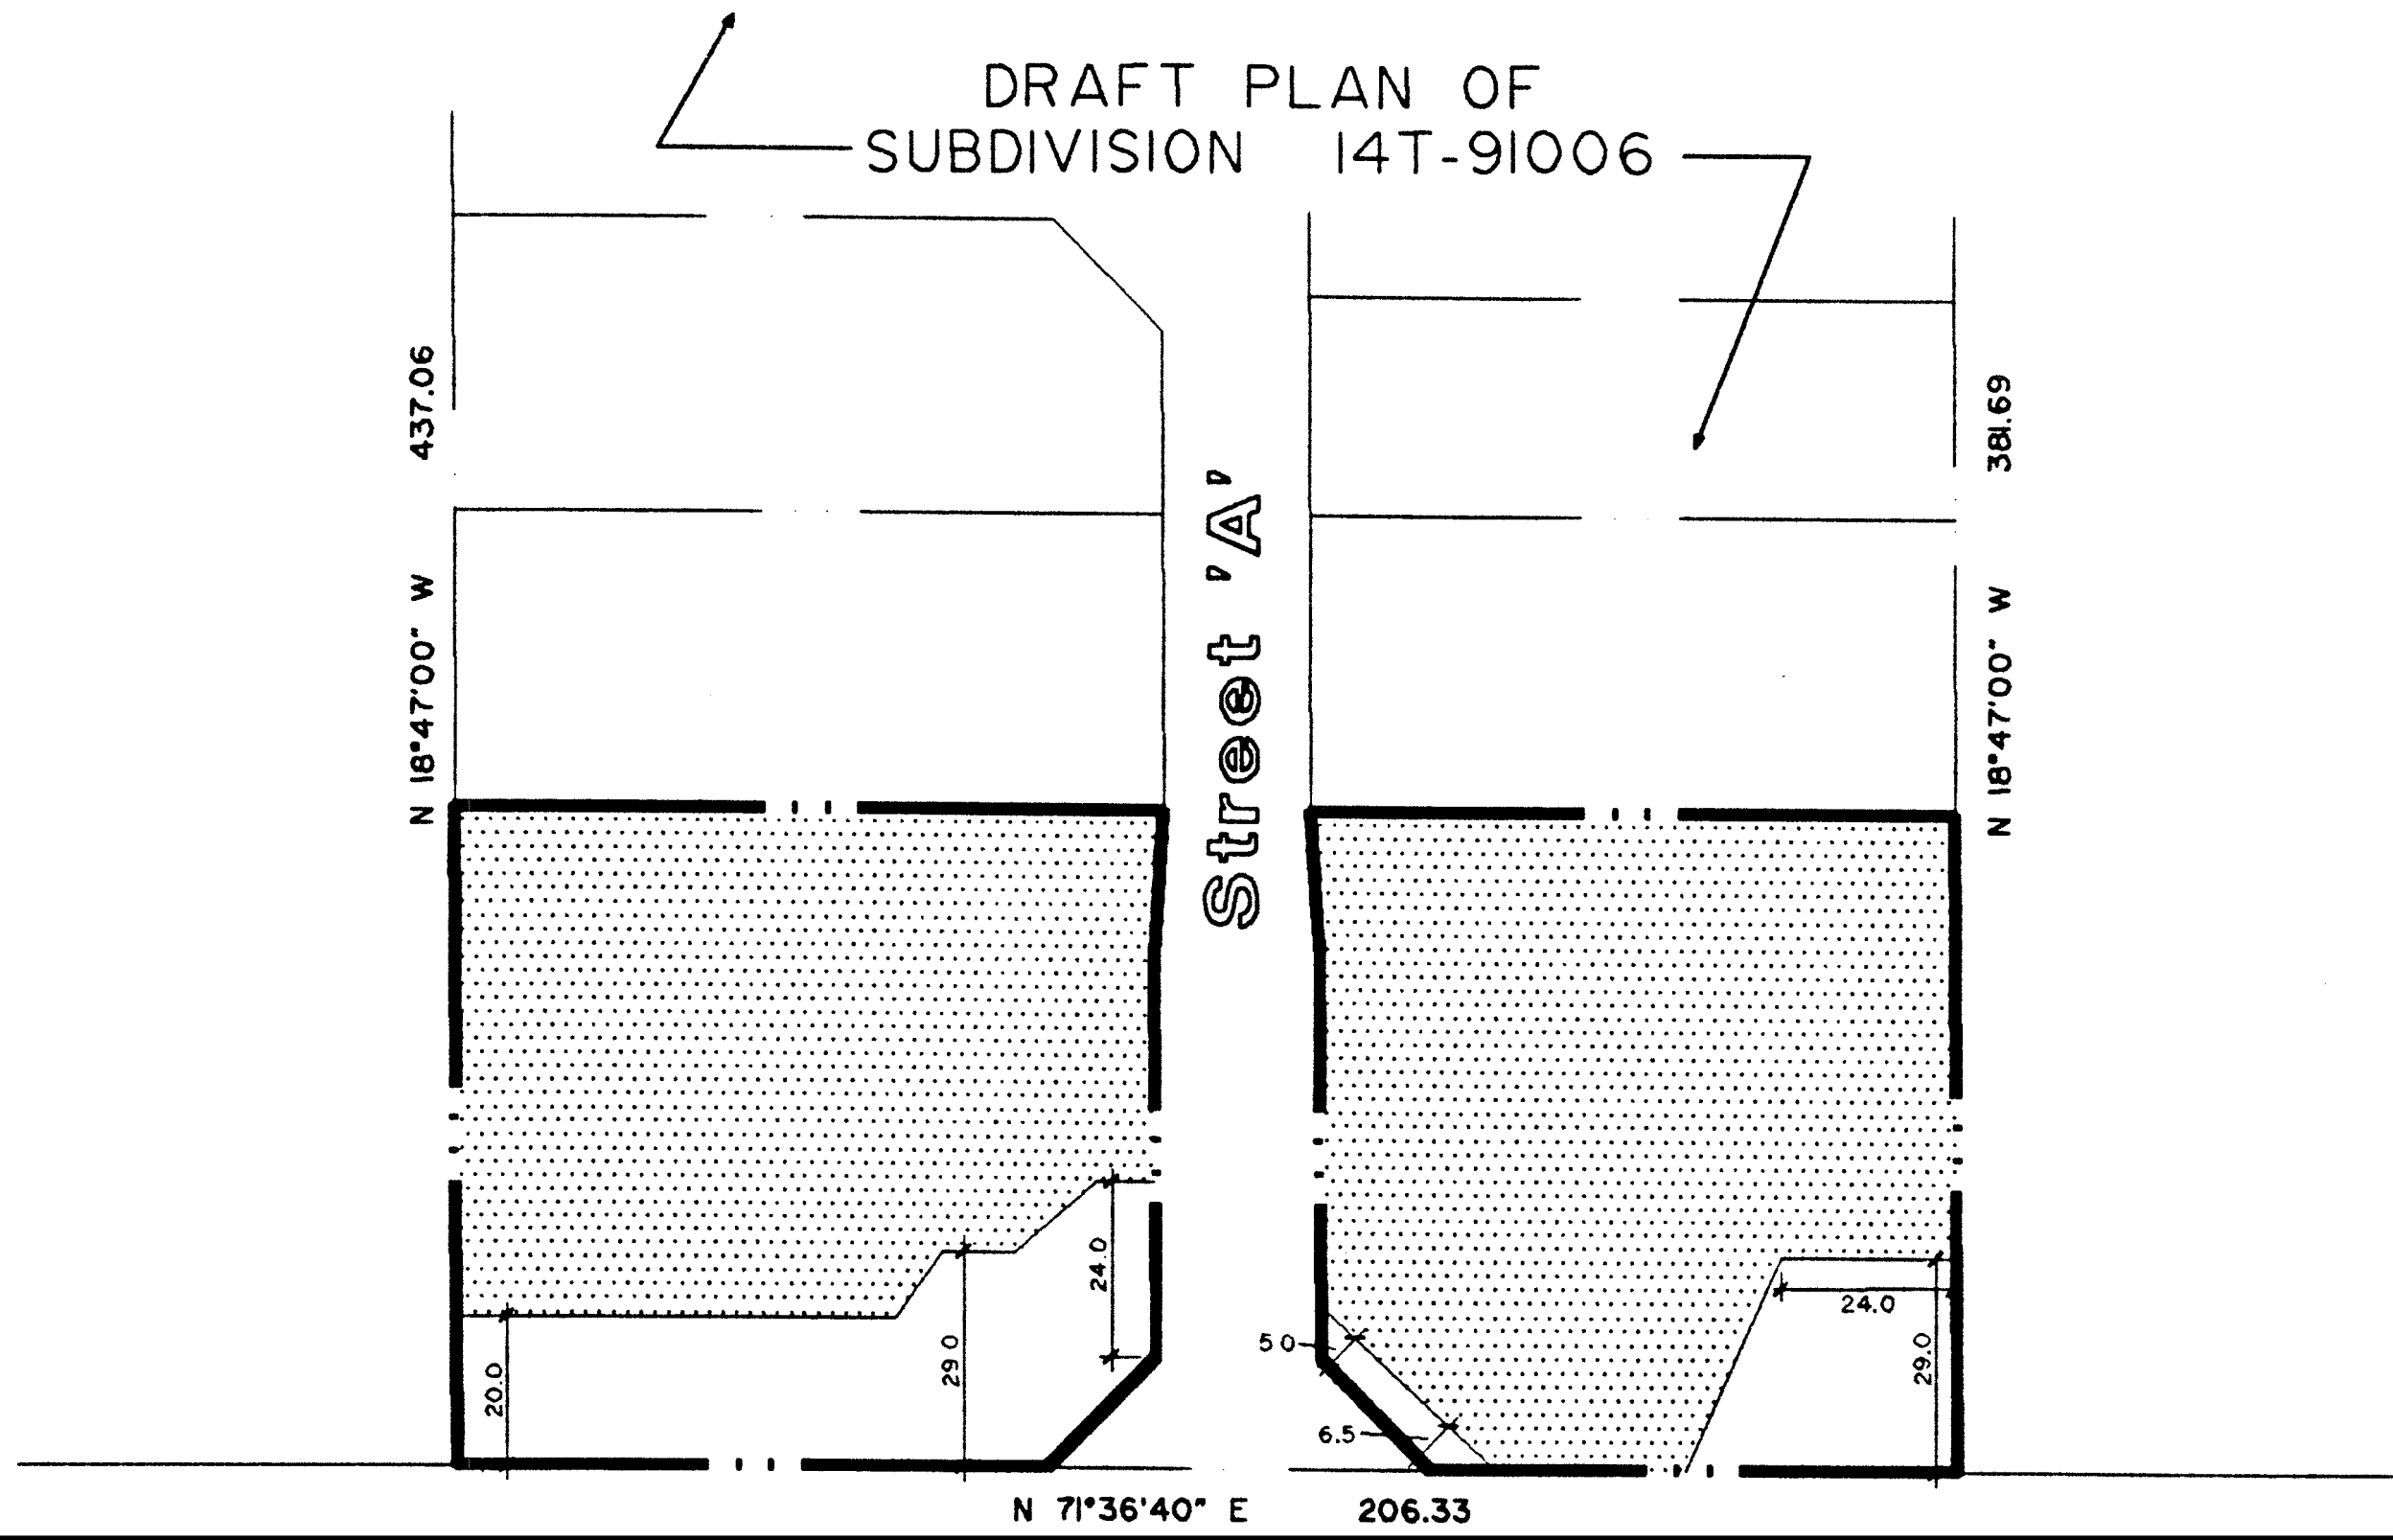 DRAFT PLAN OF
SUBDIVISION 14T-91006
437.06
N 18°47'00" W
Street 'A'
381.69
N 18°47'00" W
24.0
29.0
20.0
5 0
6.5
24.0
29.0
N 71°36'40" E 206.33